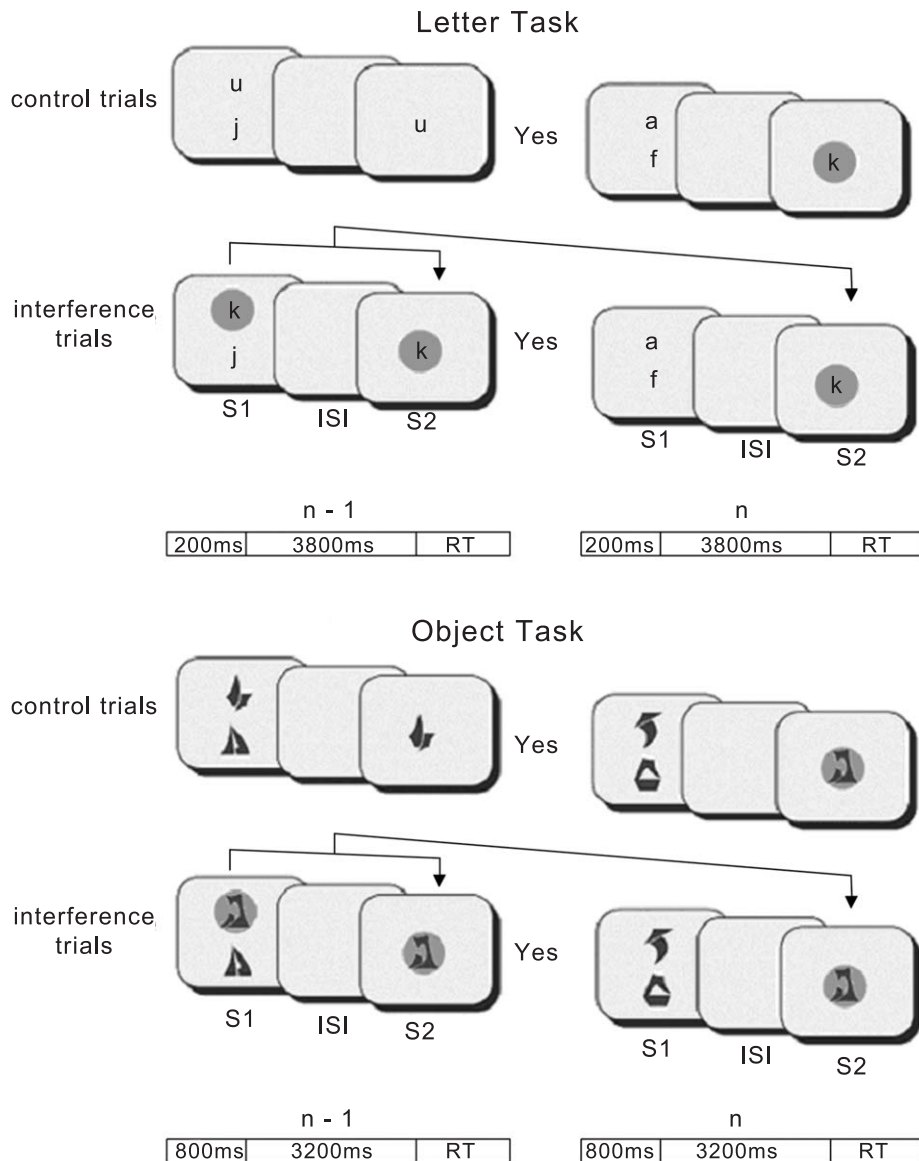 Letter Task
control trials
u
j
u
Yes
a
f
k
interference
trials
k
j
k
Yes
a
f
k
S1
ISI
S2
S1
ISI
S2
n - 1
n
200ms 3800ms RT
200ms 3800ms RT
Object Task
control trials
Yes
interference
trials
Yes
S1
ISI
S2
S1
ISI
S2
n - 1
n
800ms 3200ms RT
800ms 3200ms RT